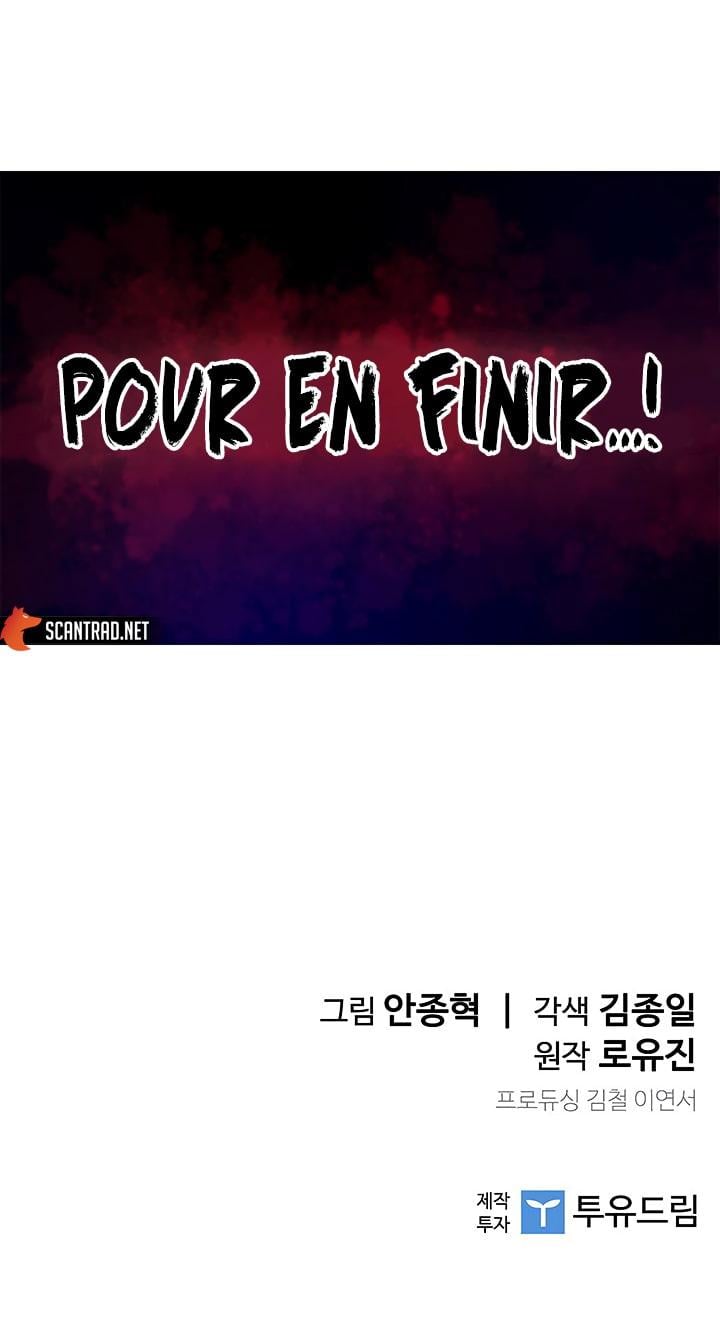 POUR EN FINIR...!
SCANTRAD.NET
그림 안종혁 | 각색 김종일
원작 로유진
프로듀싱 김철 이연서
제작
투자
투유드림